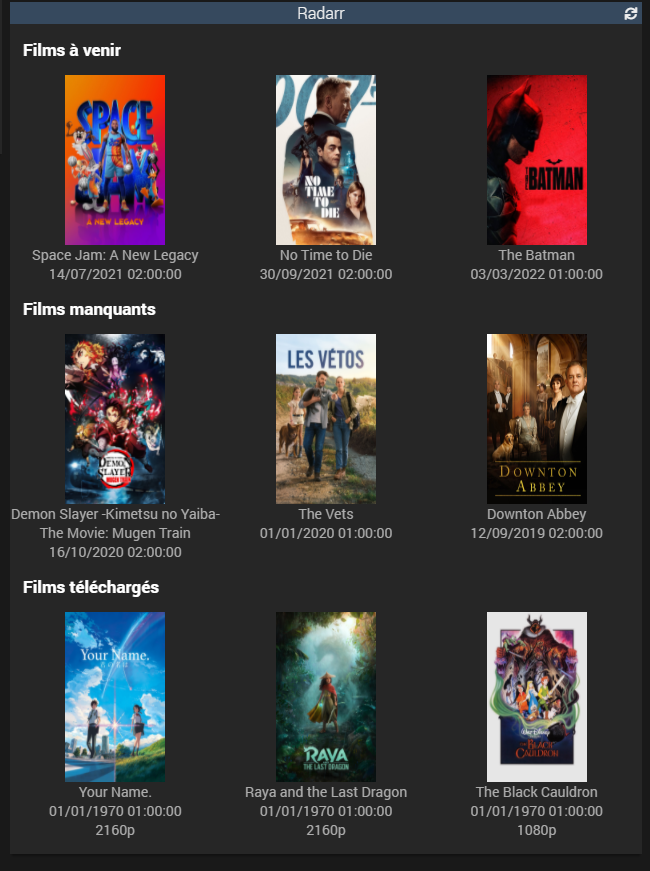 Radarr
Films à venir
SPACE
JAM
A NEW LEGACY
007
NO
TIME
TO
DIE
THE BATMAN
Space Jam: A New Legacy
14/07/2021 02:00:00
No Time to Die
30/09/2021 02:00:00
The Batman
03/03/2022 01:00:00
Films manquants
DEMON
SLAYER
MUGEN TRAIN
LES VÉTOS
DOWNTON
ABBEY
Demon Slayer -Kimetsu no Yaiba-
The Movie: Mugen Train
16/10/2020 02:00:00
The Vets
01/01/2020 01:00:00
Downton Abbey
12/09/2019 02:00:00
Films téléchargés
Your Name.
RAYA
THE LAST DRAGON
Walt Disney
THE BLACK
CAULDRON
Your Name.
01/01/1970 01:00:00
2160p
Raya and the Last Dragon
01/01/1970 01:00:00
2160p
The Black Cauldron
01/01/1970 01:00:00
1080p